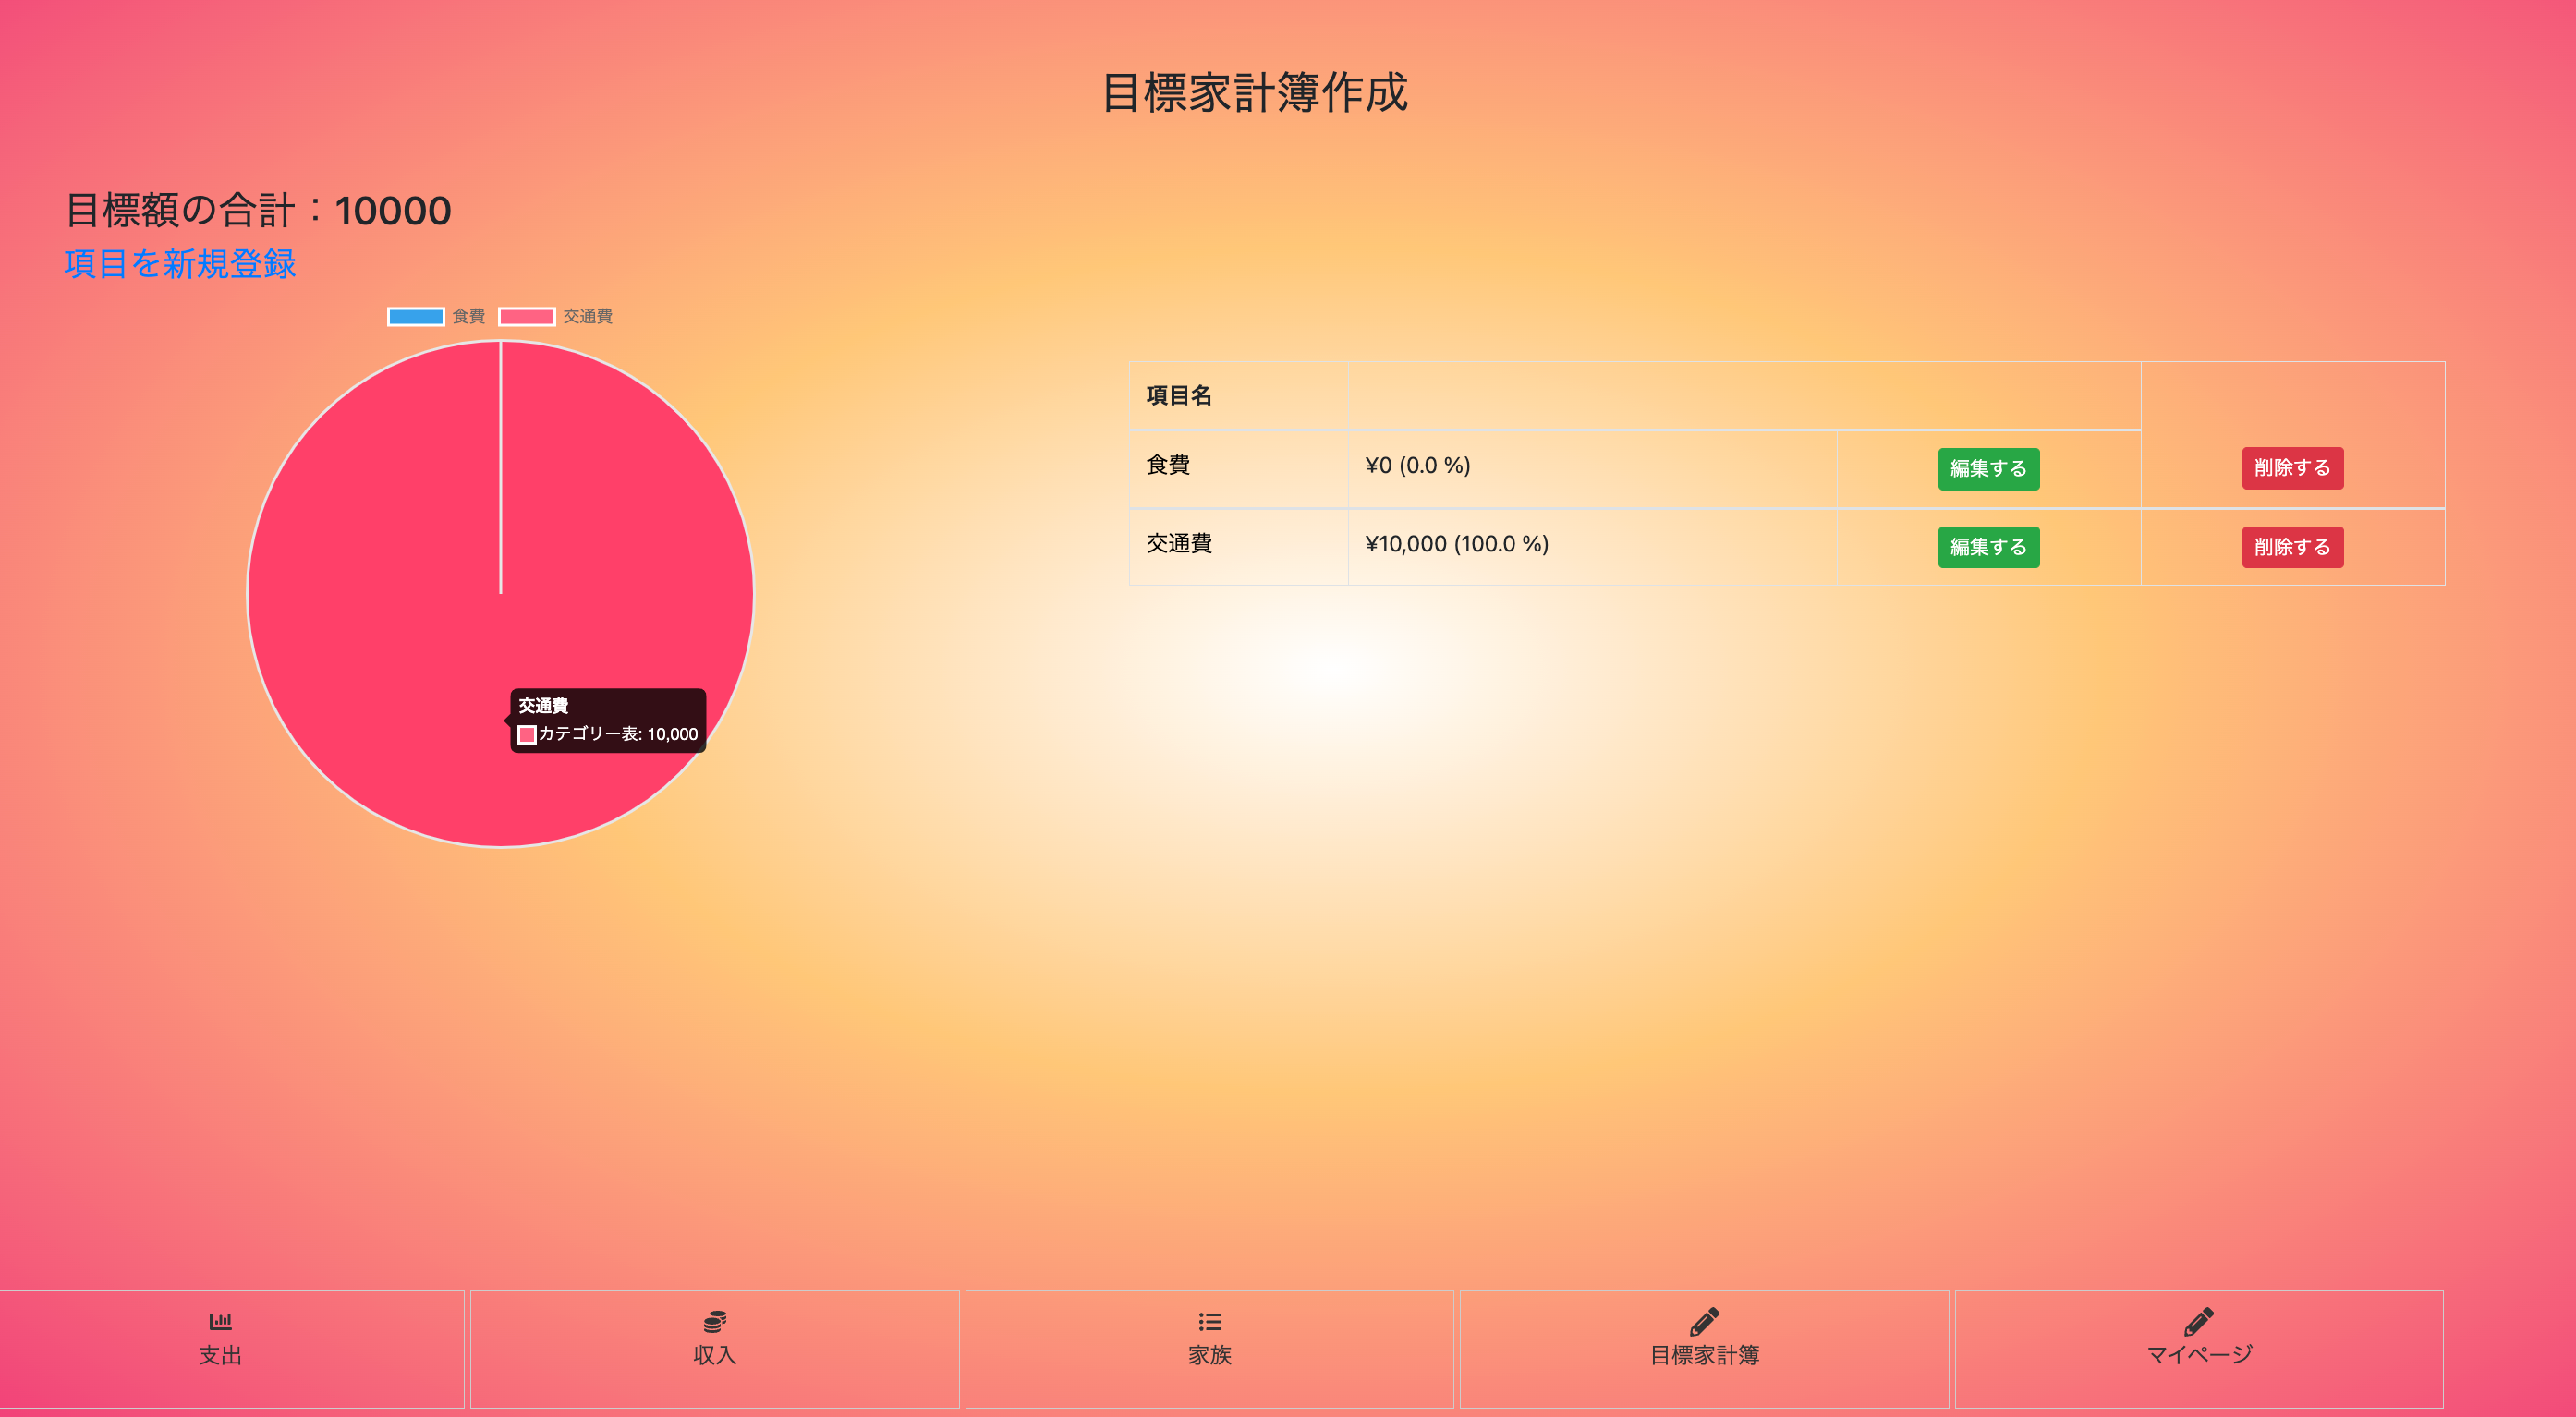 目標家計簿作成
目標額の合計：10000
項目を新規登録
食費 交通費
交通費
カテゴリー表: 10,000
項目名
食費 ¥0 (0.0 %) 編集する 削除する
交通費 ¥10,000 (100.0 %) 編集する 削除する
支出 収入 家族 目標家計簿 マイページ